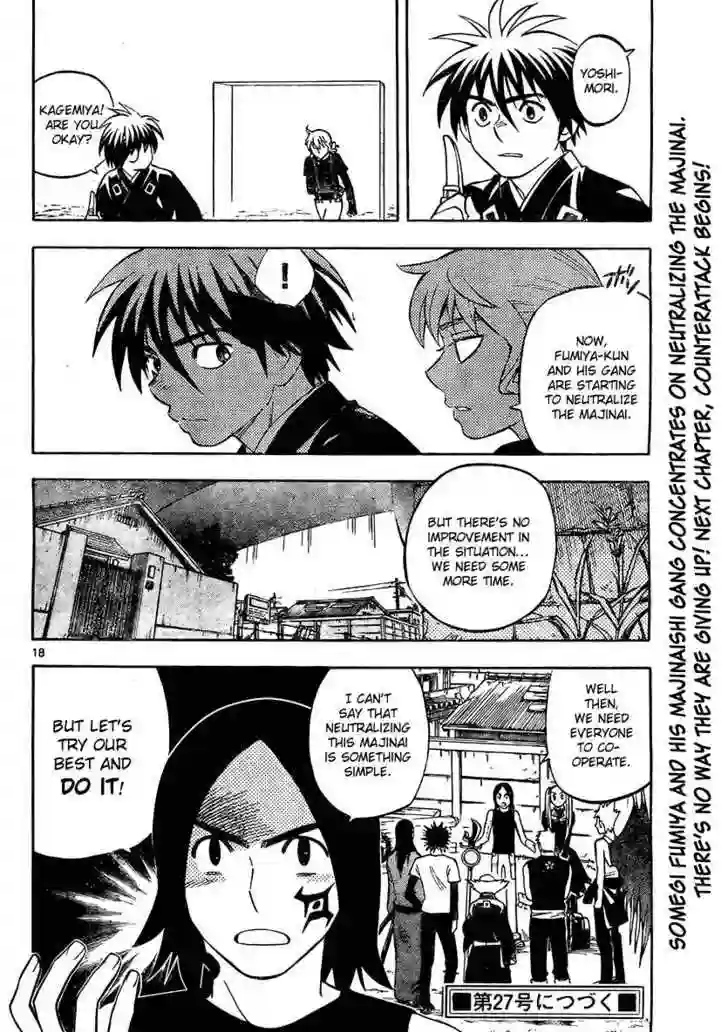 YOSHI-
MORI.
KAGEMIYA!
ARE YOU
OKAY?
NOW,
FUMIYA-KUN
AND HIS GANG
ARE STARTING
TO NEUTRALIZE
THE MAJINAI.
!
BUT THERE'S NO
IMPROVEMENT IN
THE SITUATION...
WE NEED SOME
MORE TIME.
18
WELL
THEN,
WE NEED
EVERYONE
TO CO-
OPERATE.
I CAN'T
SAY THAT
NEUTRALIZING
THIS MAJINAI
IS SOMETHING
SIMPLE.
BUT LET'S
TRY OUR
BEST AND
DO IT!
■第27号につづく■
SOMEGI FUMIYA AND HIS MAJINAISHI GANG CONCENTRATES ON NEUTRALIZING THE MAJINAI.
THERE'S NO WAY THEY ARE GIVING UP! NEXT CHAPTER, COUNTERATTACK BEGINS!